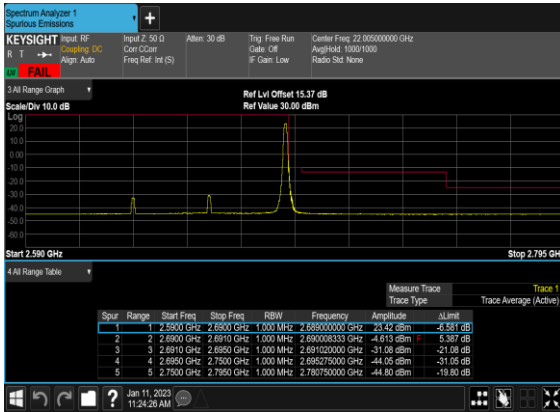 Spectrum Analyzer 1
Spurious Emissions
KEYSIGHT Input: RF Input Z: 50 Ω Atten: 30 dB Trig: Free Run Center Freq: 22.005000000 GHz
R T Coupling: DC Corr CCorr Gate: Off Avg|Hold: 1000/1000
Align: Auto Freq Ref: Int (S) IF Gain: Low Radio Std: None
FAIL
3 All Range Graph
Ref Lvl Offset 15.37 dB
Scale/Div 10.0 dB Ref Value 30.00 dBm
Log
20.0
10.0
0.00
-10.0
-20.0
-30.0
-40.0
-50.0
-60.0
Start 2.590 GHz Stop 2.795 GH
4 All Range Table
Measure Trace Trace 1
Trace Type Trace Average (Active)
Spur Range Start Freq Stop Freq RBW Frequency Amplitude ΔLimit
1 1 2.5900 GHz 2.6900 GHz 1.000 MHz 2.689000000 GHz 23.42 dBm -6.581 dB
2 2 2.6900 GHz 2.6910 GHz 1.000 MHz 2.690008333 GHz -4.613 dBm F 5.387 dB
3 3 2.6910 GHz 2.6950 GHz 1.000 MHz 2.691020000 GHz -31.08 dBm -21.08 dB
4 4 2.6950 GHz 2.7500 GHz 1.000 MHz 2.695275000 GHz -44.05 dBm -31.05 dB
5 5 2.7500 GHz 2.7950 GHz 1.000 MHz 2.780750000 GHz -44.80 dBm -19.80 dB
Jan 11, 2023
11:24:26 AM